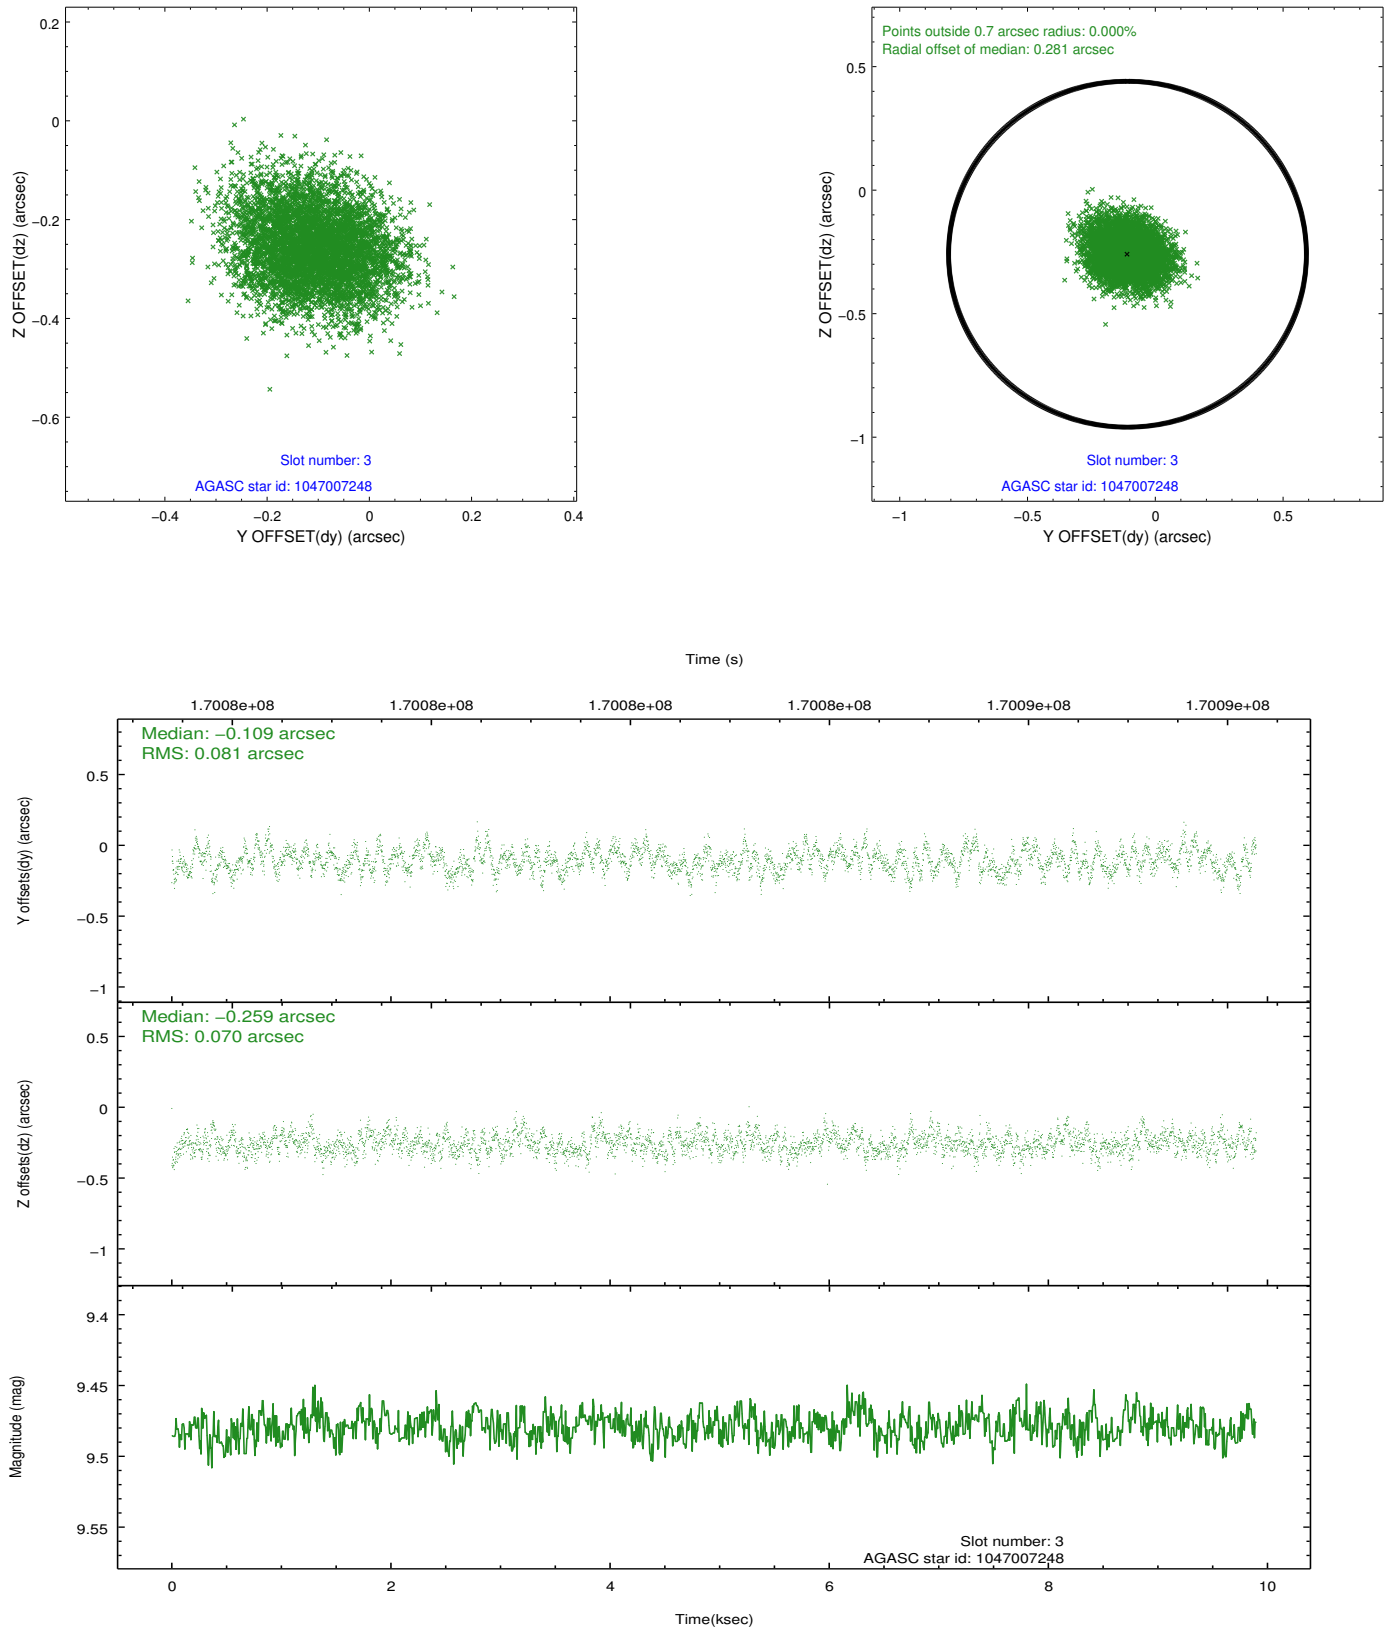 0.2
0
−0.2
−0.4
−0.6
Z OFFSET(dz) (arcsec)
Slot number: 3
AGASC star id: 1047007248
−0.4 −0.2 0 0.2 0.4
Y OFFSET(dy) (arcsec)
Points outside 0.7 arcsec radius: 0.000%
Radial offset of median: 0.281 arcsec
0.5
0
−0.5
−1
Z OFFSET(dz) (arcsec)
Slot number: 3
AGASC star id: 1047007248
−1 −0.5 0 0.5
Y OFFSET(dy) (arcsec)
Time (s)
1.7008e+08 1.7008e+08 1.7008e+08 1.7008e+08 1.7009e+08 1.7009e+08
Median: −0.109 arcsec
RMS: 0.081 arcsec
0.5
0
−0.5
−1
Y offsets(dy) (arcsec)
Median: −0.259 arcsec
RMS: 0.070 arcsec
0.5
0
−0.5
−1
Z offsets(dz) (arcsec)
9.4
9.45
9.5
9.55
Magnitude (mag)
Slot number: 3
AGASC star id: 1047007248
0 2 4 6 8 10
Time(ksec)